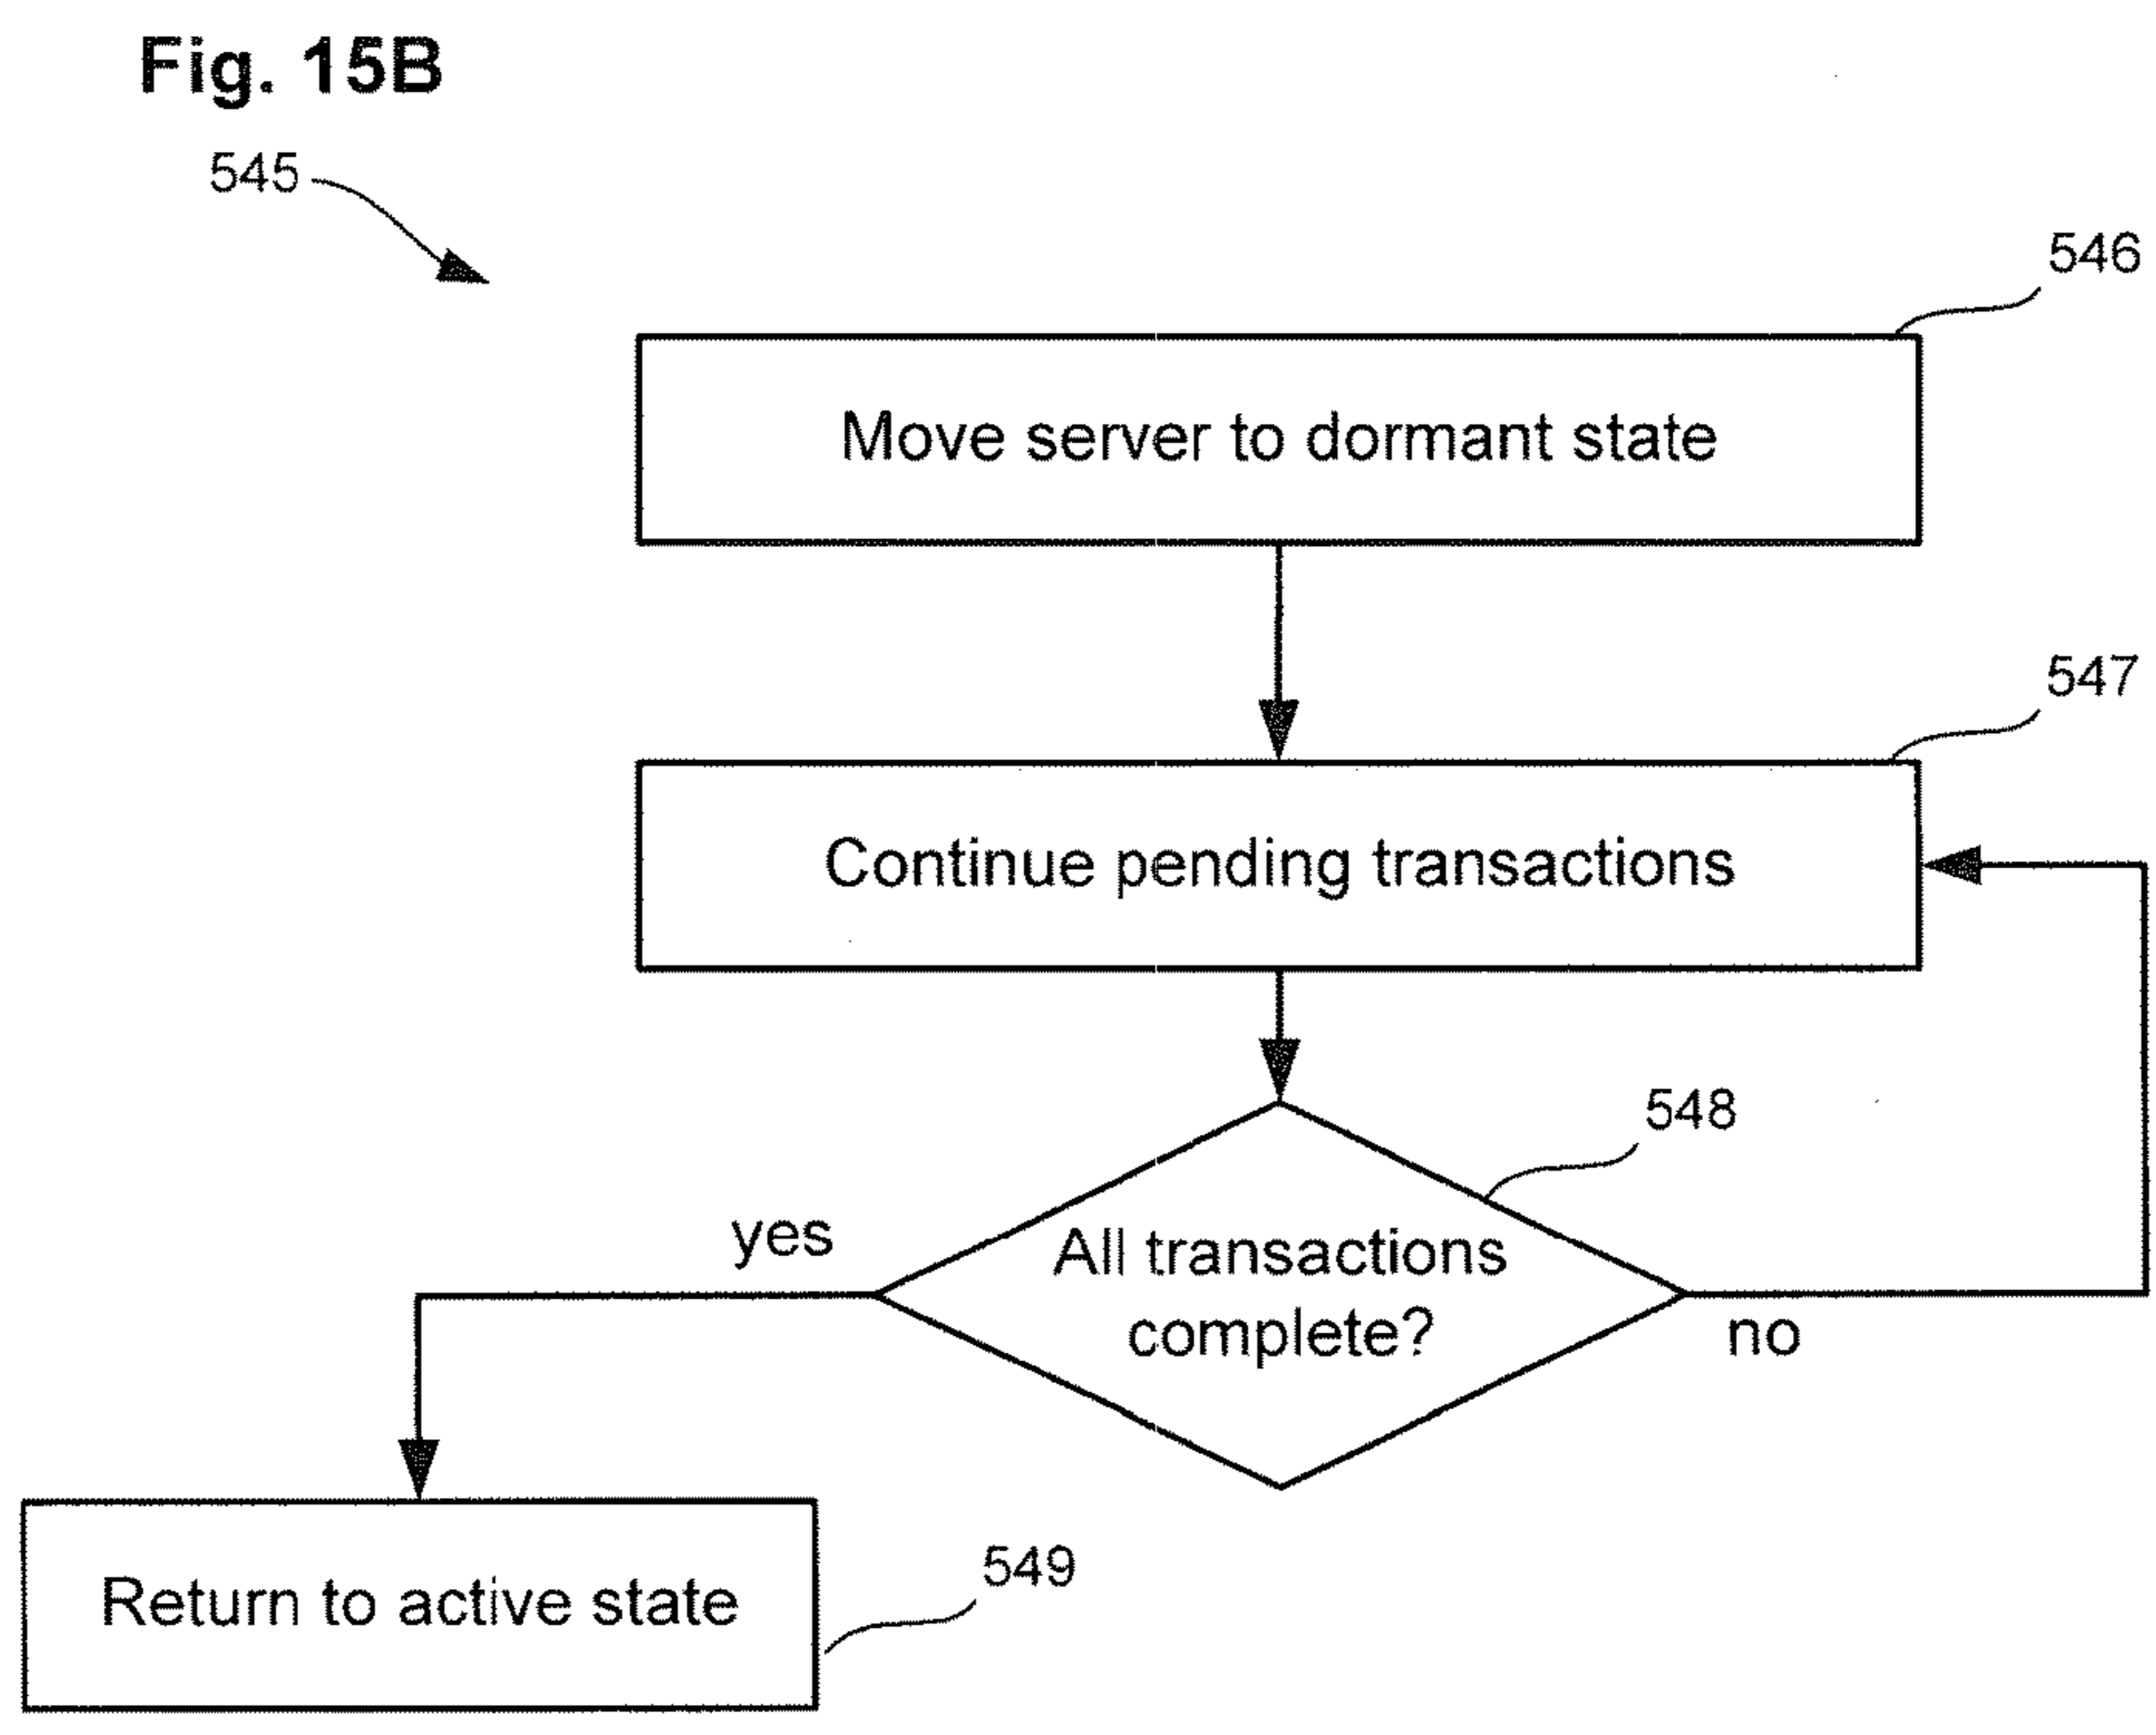 Fig. 15B
545
546
Move server to dormant state
547
Continue pending transactions
548
yes
All transactions
complete?
no
549
Return to active state